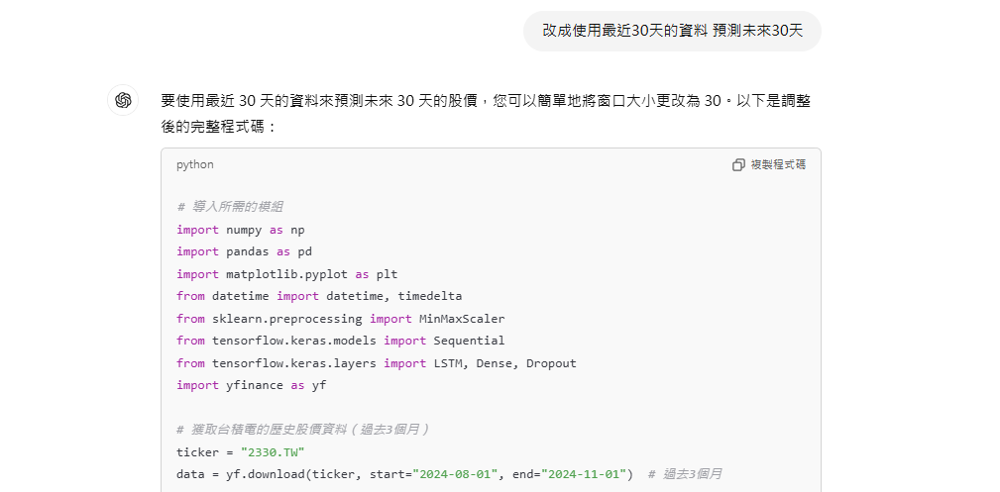 改成使用最近30天的資料 預測未來30天
要使用最近 30 天的資料來預測未來 30 天的股價，您可以簡單地將窗口大小更改為 30。以下是調整
後的完整程式碼：
python
複製程式碼
# 導入所需的模組
import numpy as np
import pandas as pd
import matplotlib.pyplot as plt
from datetime import datetime, timedelta
from sklearn.preprocessing import MinMaxScaler
from tensorflow.keras.models import Sequential
from tensorflow.keras.layers import LSTM, Dense, Dropout
import yfinance as yf
# 獲取台積電的歷史股價資料（過去3個月）
ticker = "2330.TW"
data = yf.download(ticker, start="2024-08-01", end="2024-11-01")  # 過去3個月